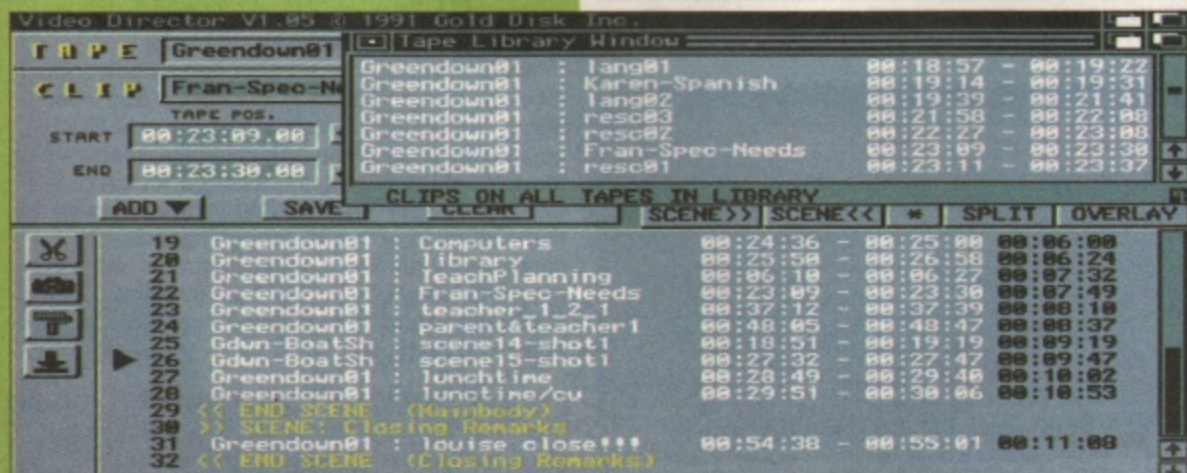 Video Director V1.05 © 1991 Gold Disk Inc.
TAPE Greendown01
CLIP Fran-Spec-Ne
TAPE POS.
START 00:23:09.00
END 00:23:30.00
ADD SAVE CLEAR
Tape Library Window
Greendown01 : lang01 00:18:57 - 00:19:22
Greendown01 : Karen-Spanish 00:19:14 - 00:19:31
Greendown01 : lang02 00:19:39 - 00:21:41
Greendown01 : resc03 00:21:58 - 00:22:08
Greendown01 : resc02 00:22:27 - 00:23:08
Greendown01 : Fran-Spec-Needs 00:23:09 - 00:23:30
Greendown01 : resc01 00:23:11 - 00:23:37
CLIPS ON ALL TAPES IN LIBRARY
SCENE>> SCENE<< * SPLIT OVERLAY
19 Greendown01 : Computers 00:24:36 - 00:25:00 00:06:00
20 Greendown01 : library 00:25:50 - 00:26:58 00:06:24
21 Greendown01 : TeachPlanning 00:06:10 - 00:06:27 00:07:32
22 Greendown01 : Fran-Spec-Needs 00:23:09 - 00:23:30 00:07:49
23 Greendown01 : teacher_1_2_1 00:37:12 - 00:37:39 00:08:10
24 Greendown01 : parent&teacher1 00:48:05 - 00:48:47 00:08:37
25 Gdwn-BoatSh : scene14-shot1 00:18:51 - 00:19:19 00:09:19
26 Gdwn-BoatSh : scene15-shot1 00:27:32 - 00:27:47 00:09:47
27 Greendown01 : lunchtime 00:28:49 - 00:29:40 00:10:02
28 Greendown01 : lunctime/cu 00:29:51 - 00:30:06 00:10:53
29 << END SCENE (Mainbody)
30 >> SCENE: Closing Remarks
31 Greendown01 : louise close!!! 00:54:38 - 00:55:01 00:11:08
32 << END SCENE (Closing Remarks)